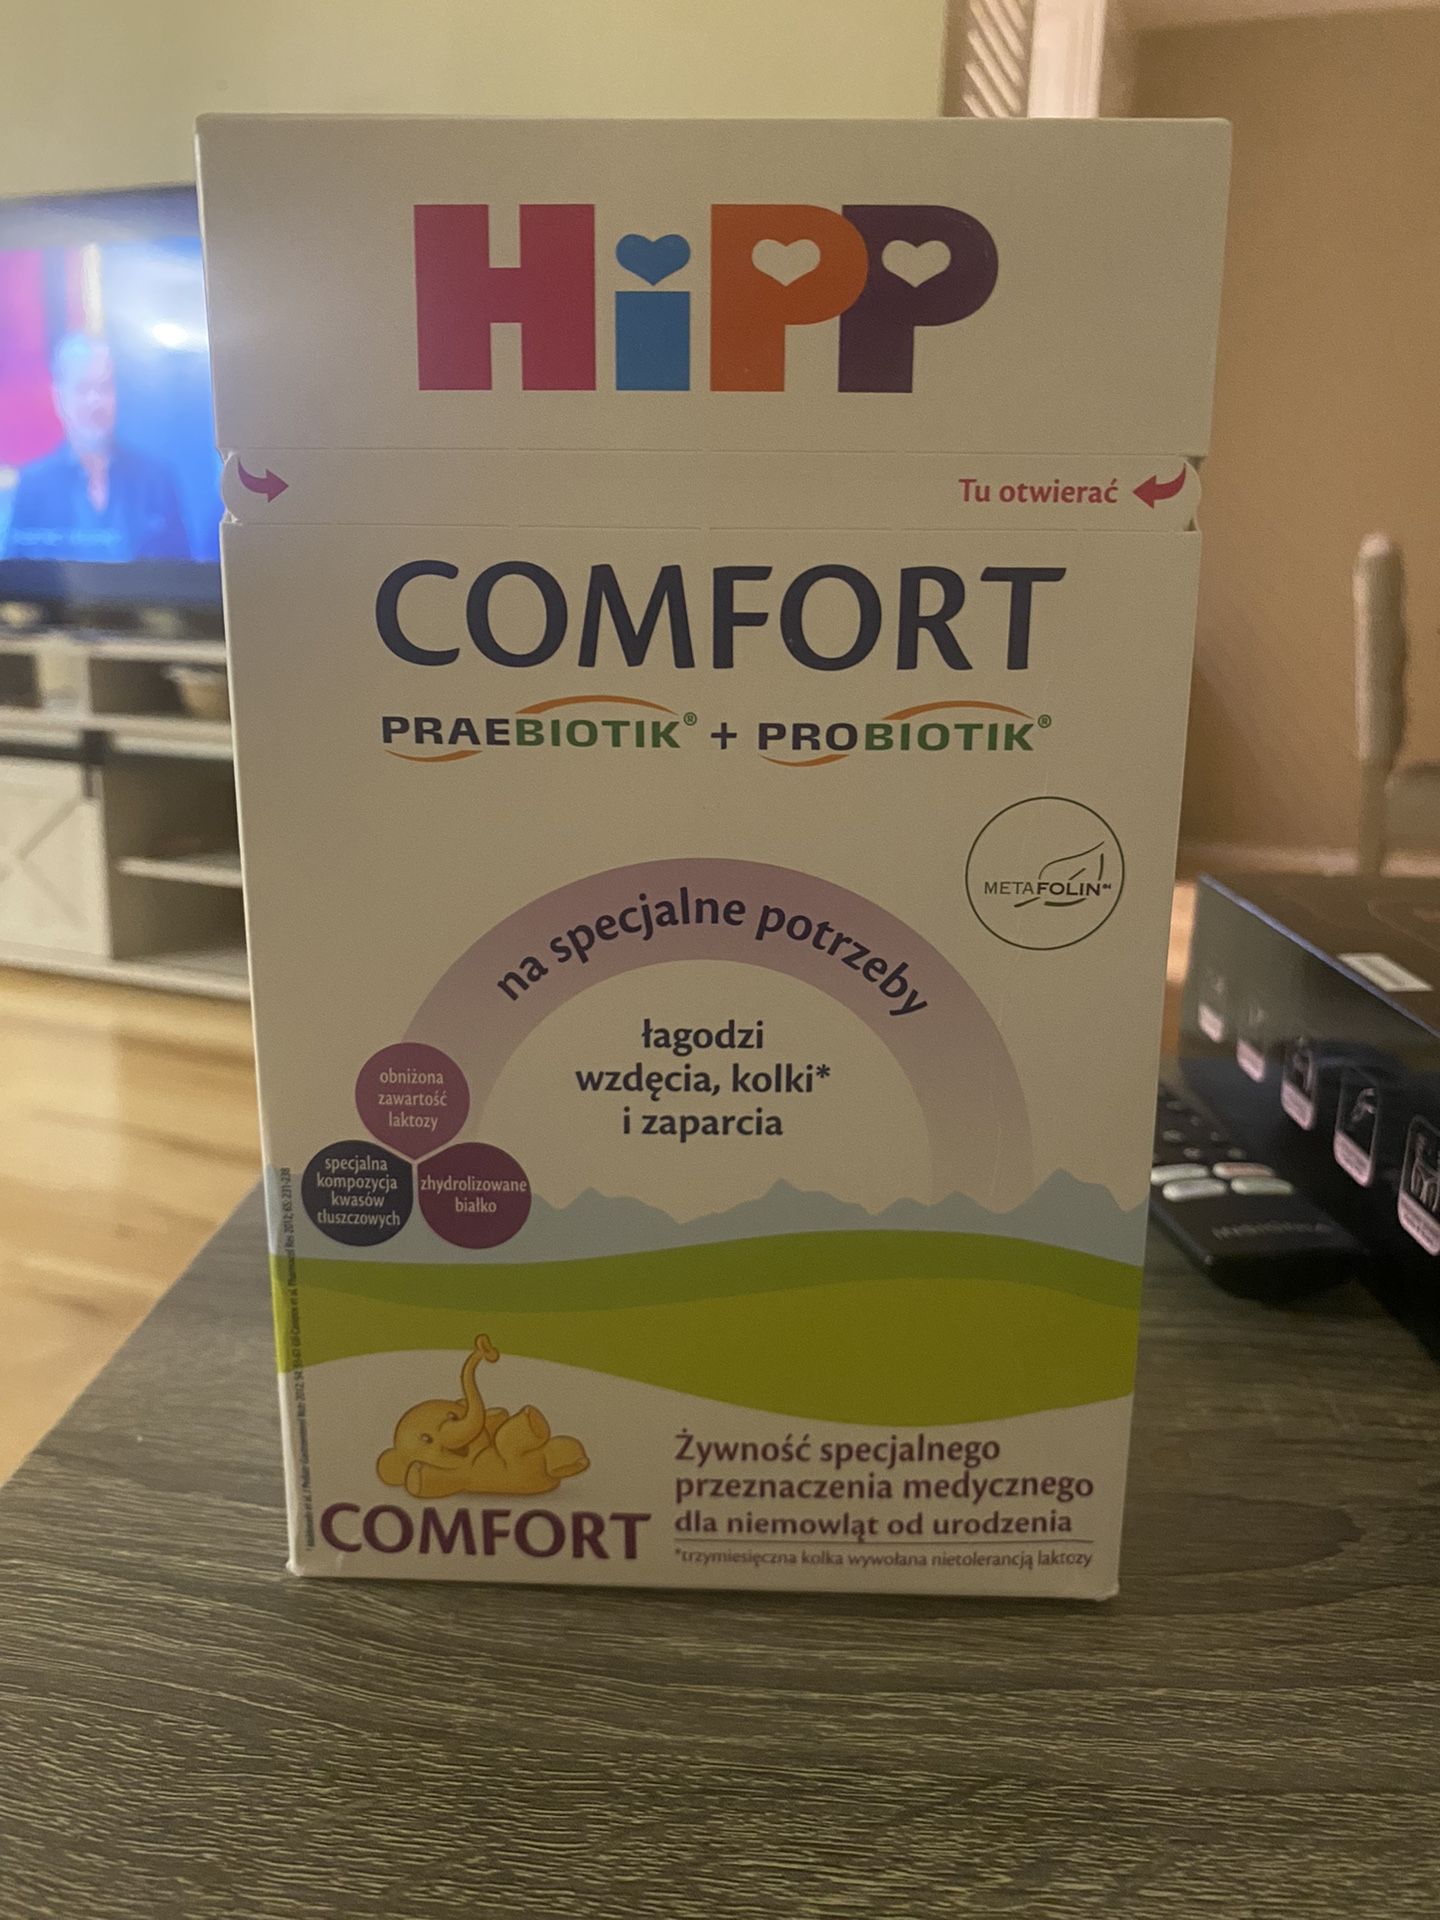 HiPP
Tu otwierać
COMFORT
PRAEBIOTIK® + PROBIOTIK®
METAFOLIN
na specjalne potrzeby
łagodzi
wzdęcia, kolki*
i zaparcia
obniżona
zawartość
laktozy
specjalna
kompozycja
kwasów
tłuszczowych
zhydrolizowane
białko
COMFORT
Żywność specjalnego
przeznaczenia medycznego
dla niemowląt od urodzenia
*trzymiesięczna kolka wywołana nietolerancją laktozy